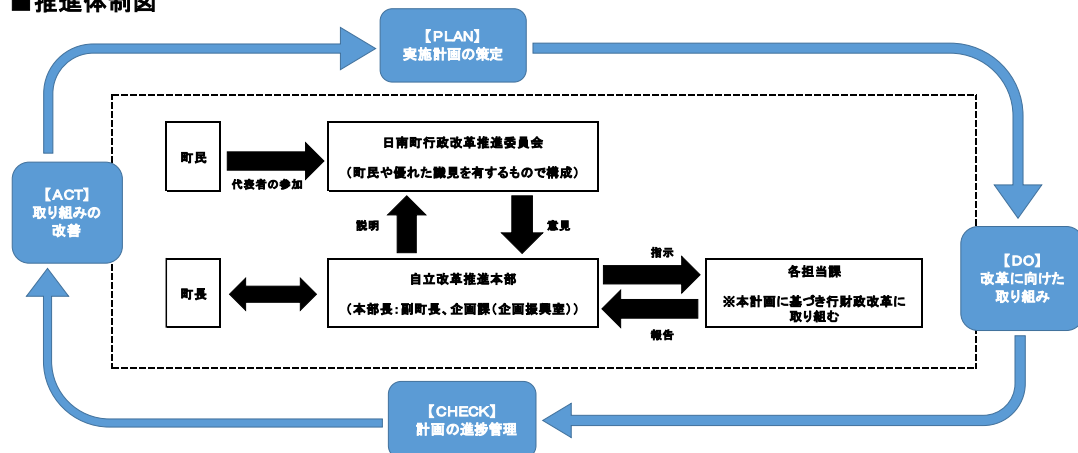 ■推進体制図
【PLAN】
実施計画の策定
町民
代表者の参加
日南町行政改革推進委員会
（町民や優れた識見を有するもので構成）
【ACT】
取り組みの
改善
説明
意見
町長
自立改革推進本部
（本部長：副町長、企画課（企画振興室））
指示
報告
各担当課
※本計画に基づき行財政改革に
取り組む
【DO】
改革に向けた
取り組み
【CHECK】
計画の進捗管理